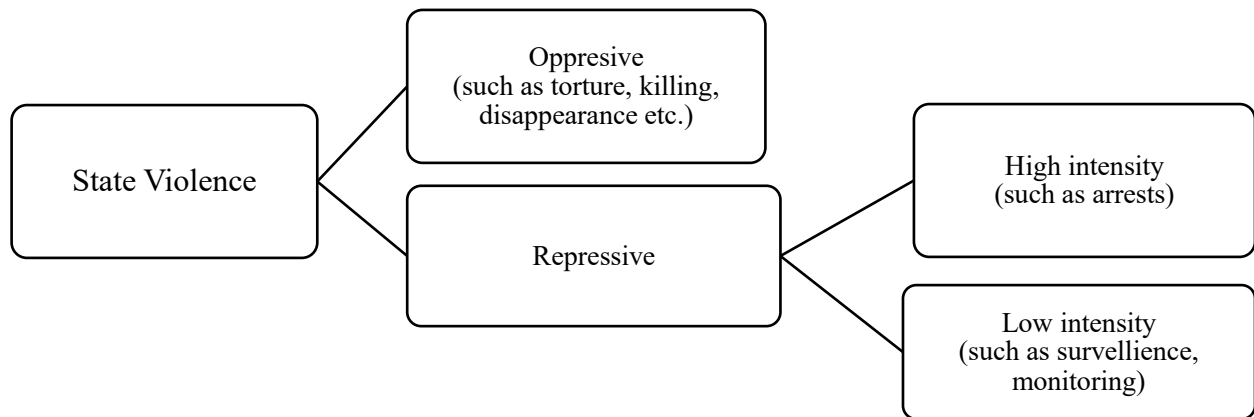 State Violence
Oppresive
(such as torture, killing,
disappearance etc.)
Repressive
High intensity
(such as arrests)
Low intensity
(such as survellience,
monitoring)